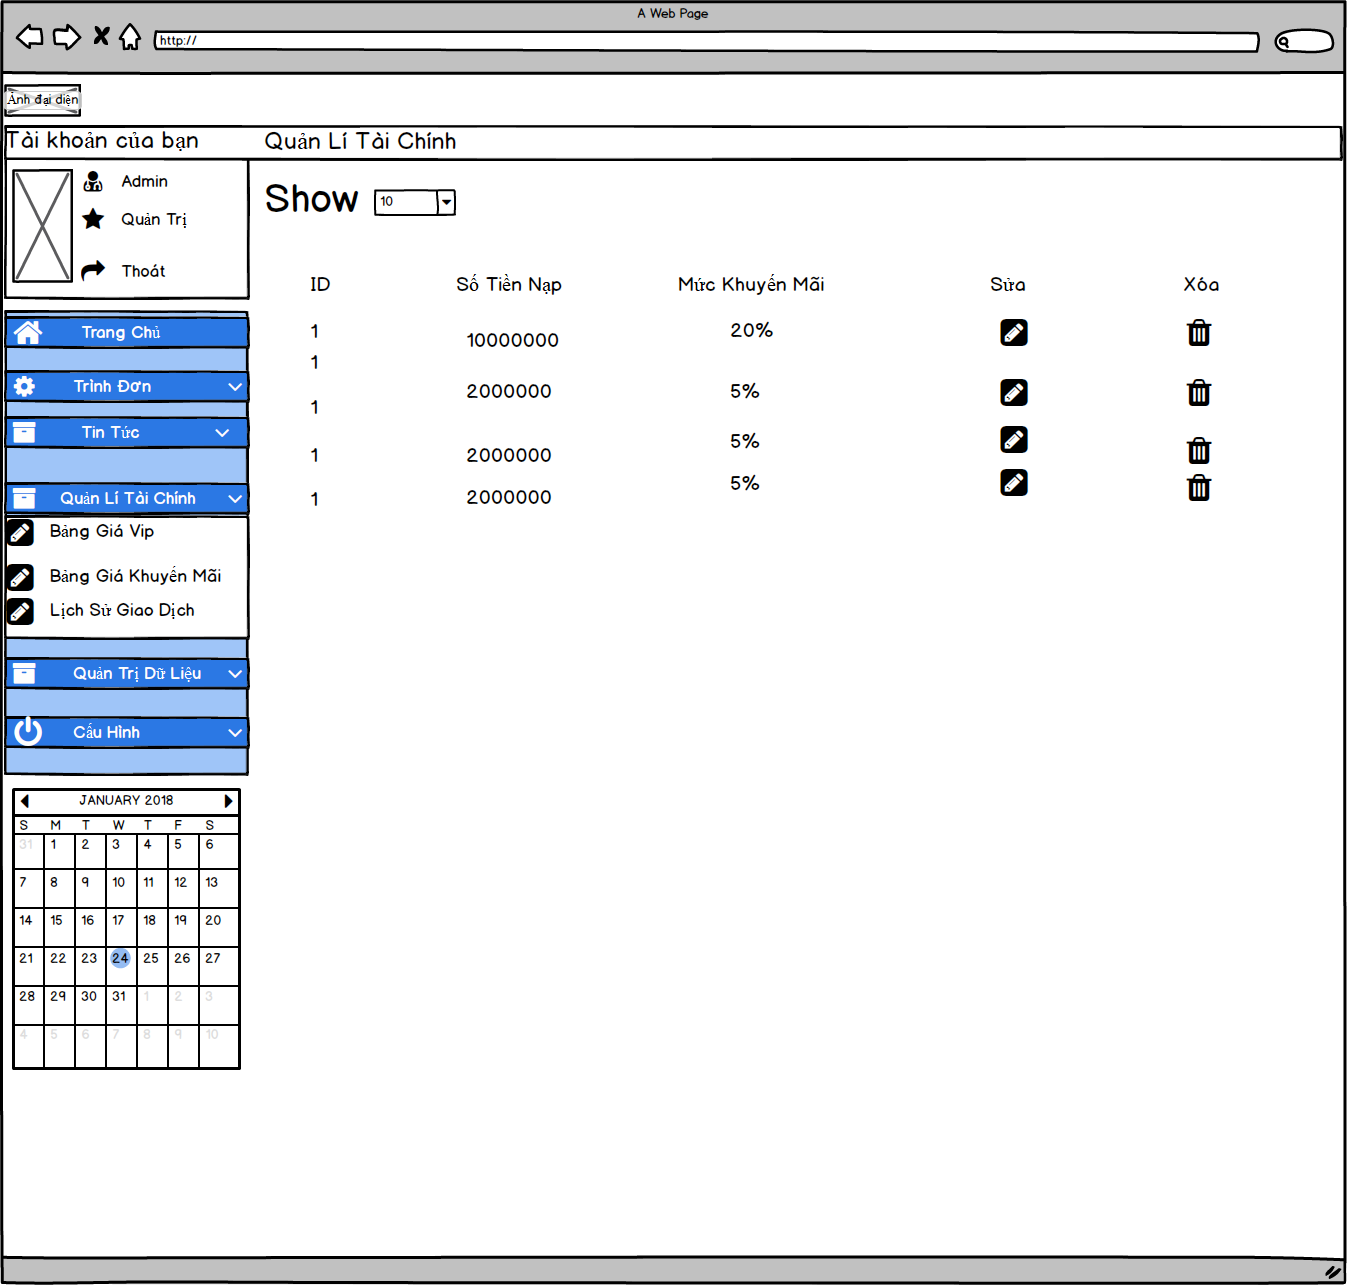 A Web Page
http://
Ảnh đại diện
Tài khoản của bạn
Quản Lí Tài Chính
Admin
Quản Trị
Thoát
Show 10
ID Số Tiền Nạp Mức Khuyến Mãi Sửa Xóa
1 10000000 20%
1
2000000 5%
1
5%
1 2000000
5%
1 2000000
Trang Chủ
Trình Đơn
Tin Tức
Quản Lí Tài Chính
Bảng Giá Vip
Bảng Giá Khuyến Mãi
Lịch Sử Giao Dịch
Quản Trị Dữ Liệu
Cấu Hình
JANUARY 2018
S M T W T F S
31 1 2 3 4 5 6
7 8 9 10 11 12 13
14 15 16 17 18 19 20
21 22 23 24 25 26 27
28 29 30 31 1 2 3
4 5 6 7 8 9 10